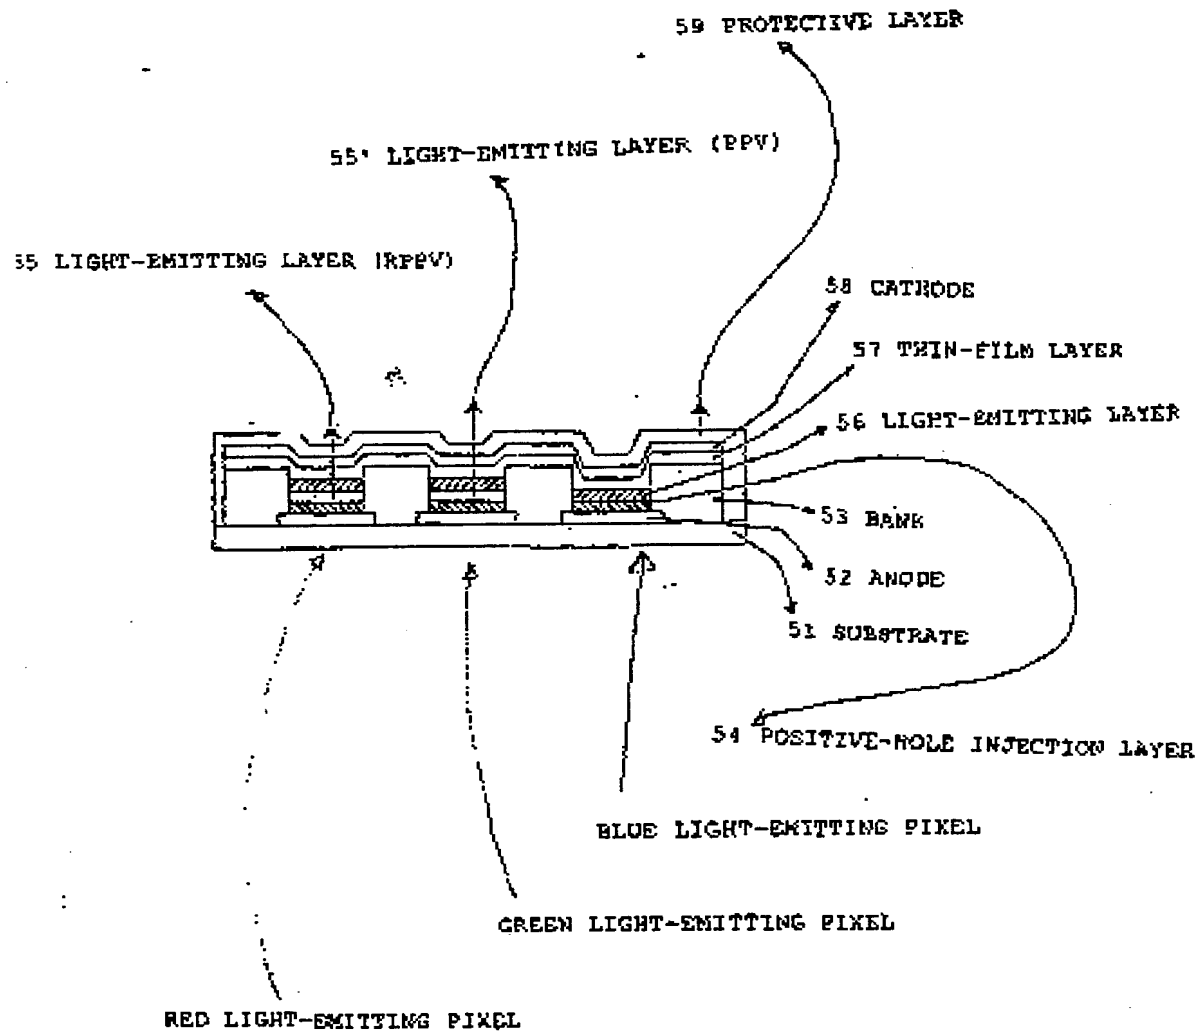 59 PROTECTIVE LAYER
55' LIGHT-EMITTING LAYER (PPV)
55 LIGHT-EMITTING LAYER (RPPV)
58 CATHODE
57 THIN-FILM LAYER
56 LIGHT-EMITTING LAYER
53 BANK
52 ANODE
51 SUBSTRATE
54 POSITIVE-HOLE INJECTION LAYER
BLUE LIGHT-EMITTING PIXEL
GREEN LIGHT-EMITTING PIXEL
RED LIGHT-EMITTING PIXEL